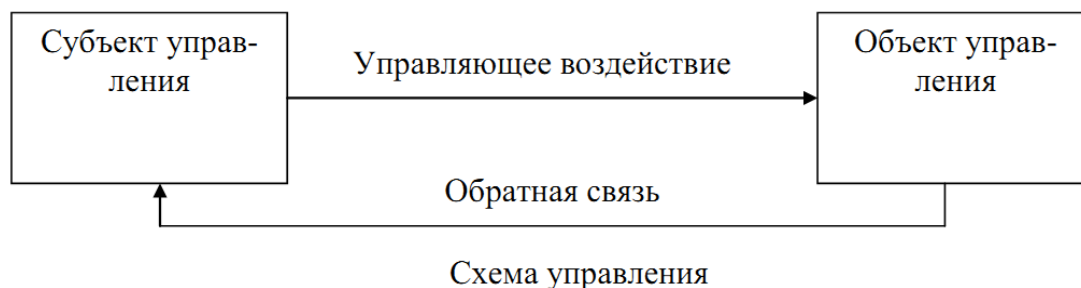 Субъект управ-
ления
Управляющее воздействие
Объект управ-
ления
Обратная связь
Схема управления